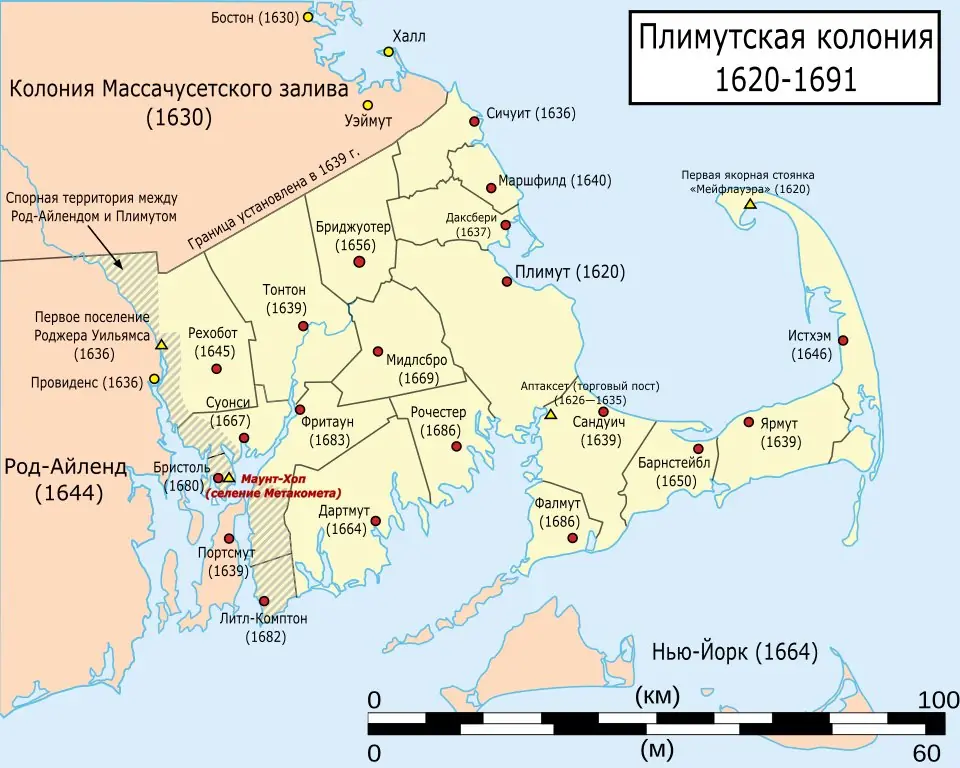 Бостон (1630)
Халл
Плимутская колония
1620-1691
Колония Массачусетского залива
(1630)
Уэймут
Сичуит (1636)
Граница установлена в 1639 г.
Спорная территория между
Род-Айлендом и Плимутом
Маршфилд (1640)
Первая якорная стоянка
«Мейфлауэра» (1620)
Даксбери
(1637)
Бриджуотер
(1656)
Плимут (1620)
Тонтон
(1639)
Первое поселение
Роджера Уильямса
(1636)
Рехобот
(1645)
Истхэм
(1646)
Мидлсбро
(1669)
Провиденс (1636)
Аптаксет (торговый пост)
(1626—1635)
Суонси
(1667)
Фритаун
(1683)
Рочестер
(1686)
Сандуич
(1639)
Ярмут
(1639)
Род-Айленд
(1644)
Бристоль
(1680)
Маунт-Хоп
(селение Метакомета)
Барнстейбл
(1650)
Дартмут
(1664)
Фалмут
(1686)
Портсмут
(1639)
Литл-Комптон
(1682)
Нью-Йорк (1664)
0 (км) 100
0 (м) 60